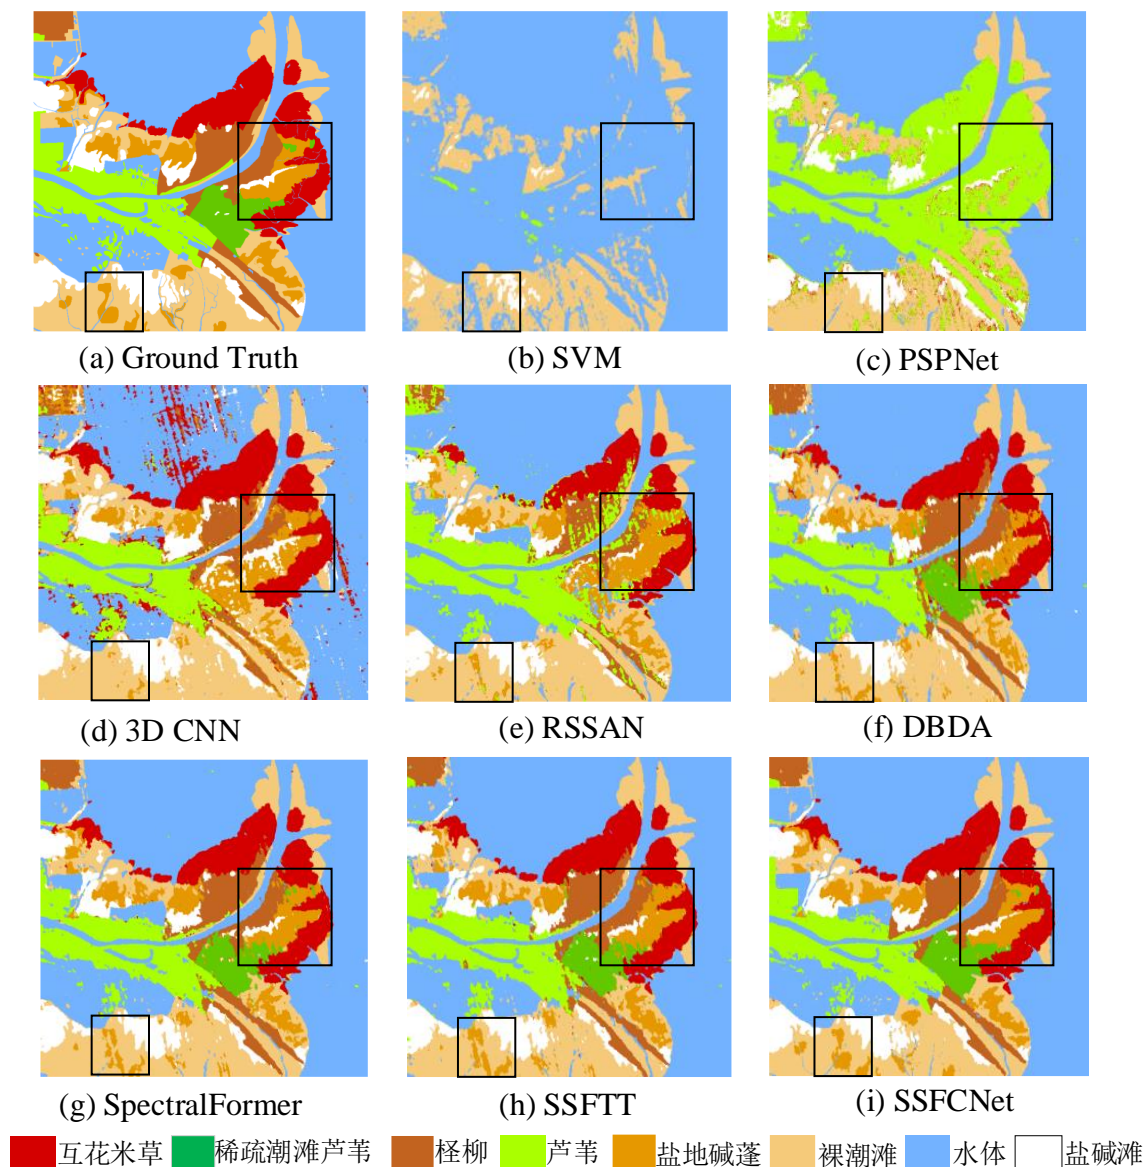 (a) Ground Truth
(b) SVM
(c) PSPNet
(d) 3D CNN
(e) RSSAN
(f) DBDA
(g) SpectralFormer
(h) SSFTT
(i) SSFCNet
互花米草 稀疏潮滩芦苇 柽柳 芦苇 盐地碱蓬 裸潮滩 水体 盐碱滩